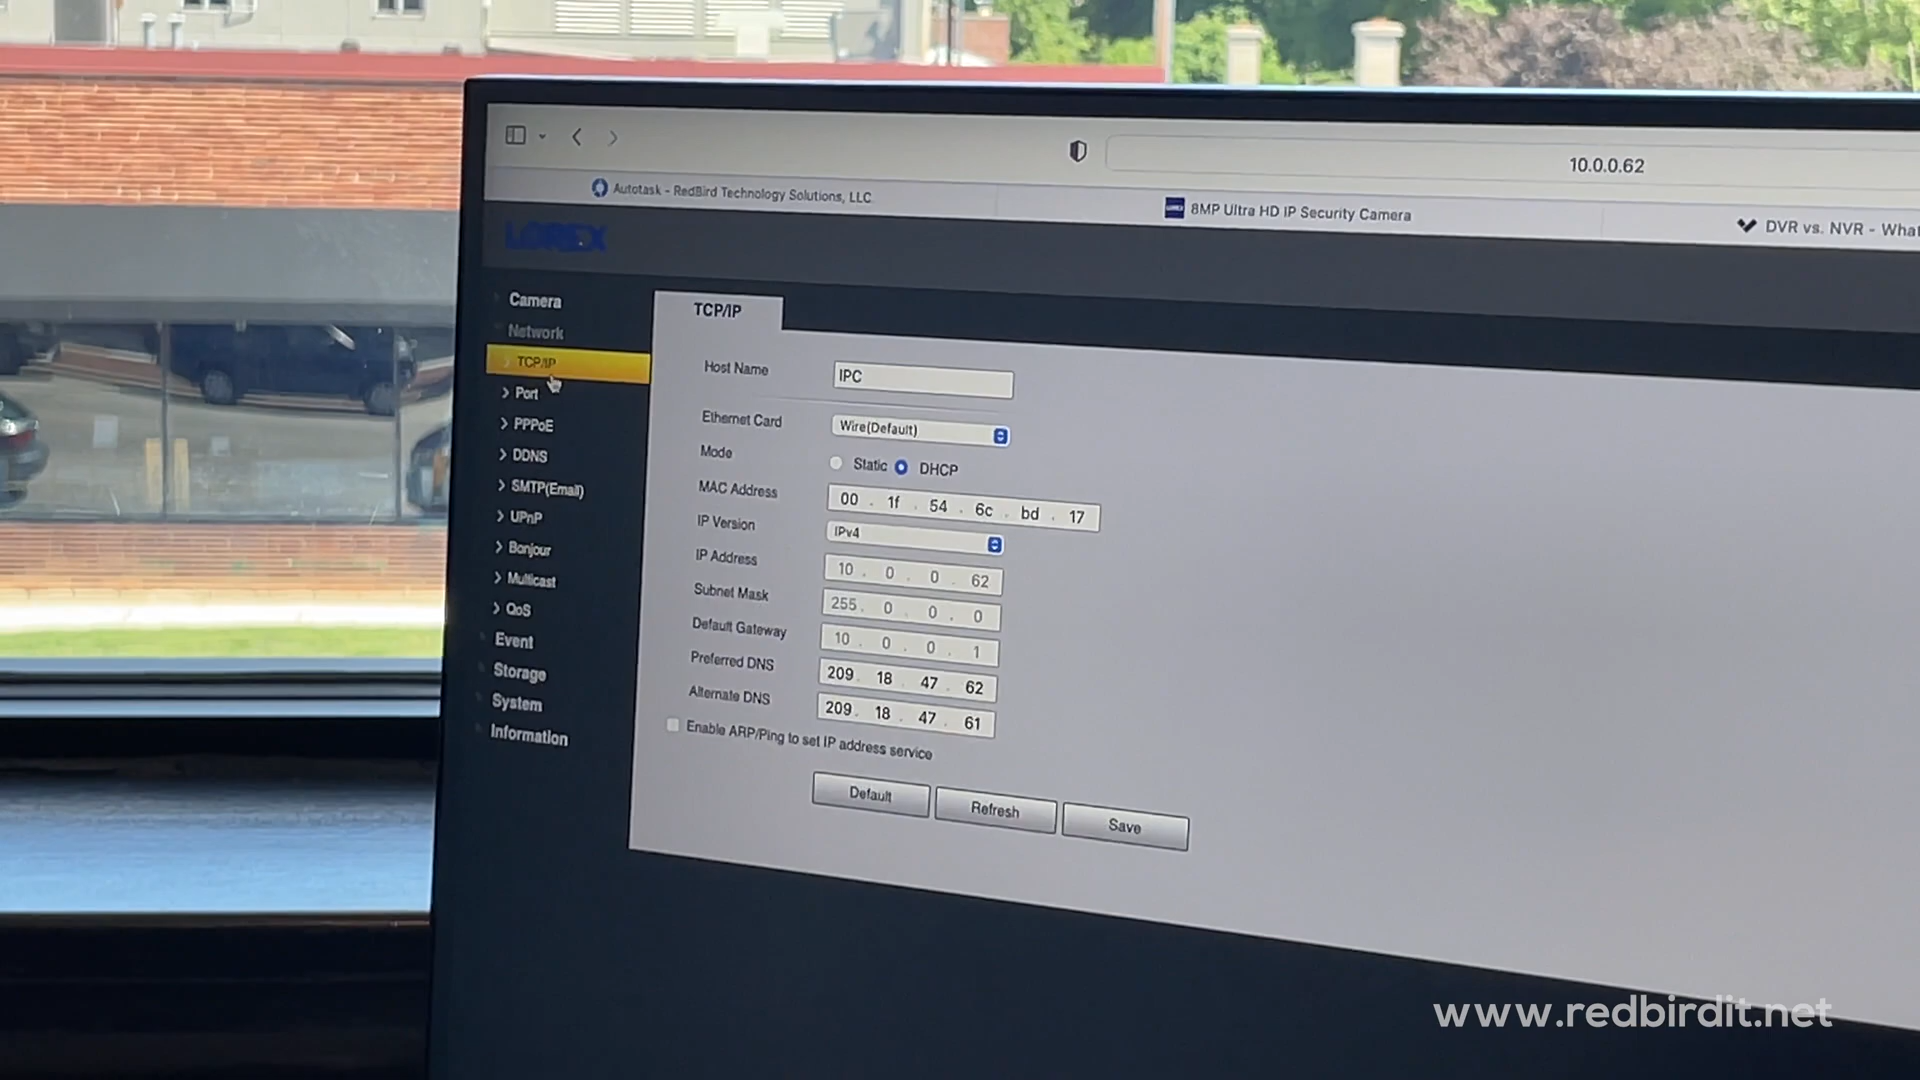 10.0.0.62
Autotask - RedBird Technology Solutions, LLC
8MP Ultra HD IP Security Camera
DVR vs. NVR - What
LOREX
Camera
Network
TCP/IP
Port
PPPoE
DDNS
SMTP(Email)
UPnP
Bonjour
Multicast
QoS
Event
Storage
System
Information
TCP/IP
Host Name IPC
Ethernet Card Wire(Default)
Mode Static DHCP
MAC Address 00 . 1f . 54 . 6c . bd . 17
IP Version IPv4
IP Address 10 . 0 . 0 . 62
Subnet Mask 255 . 0 . 0 . 0
Default Gateway 10 . 0 . 0 . 1
Preferred DNS 209 . 18 . 47 . 62
Alternate DNS 209 . 18 . 47 . 61
Enable ARP/Ping to set IP address service
Default Refresh Save
www.redbirdit.net